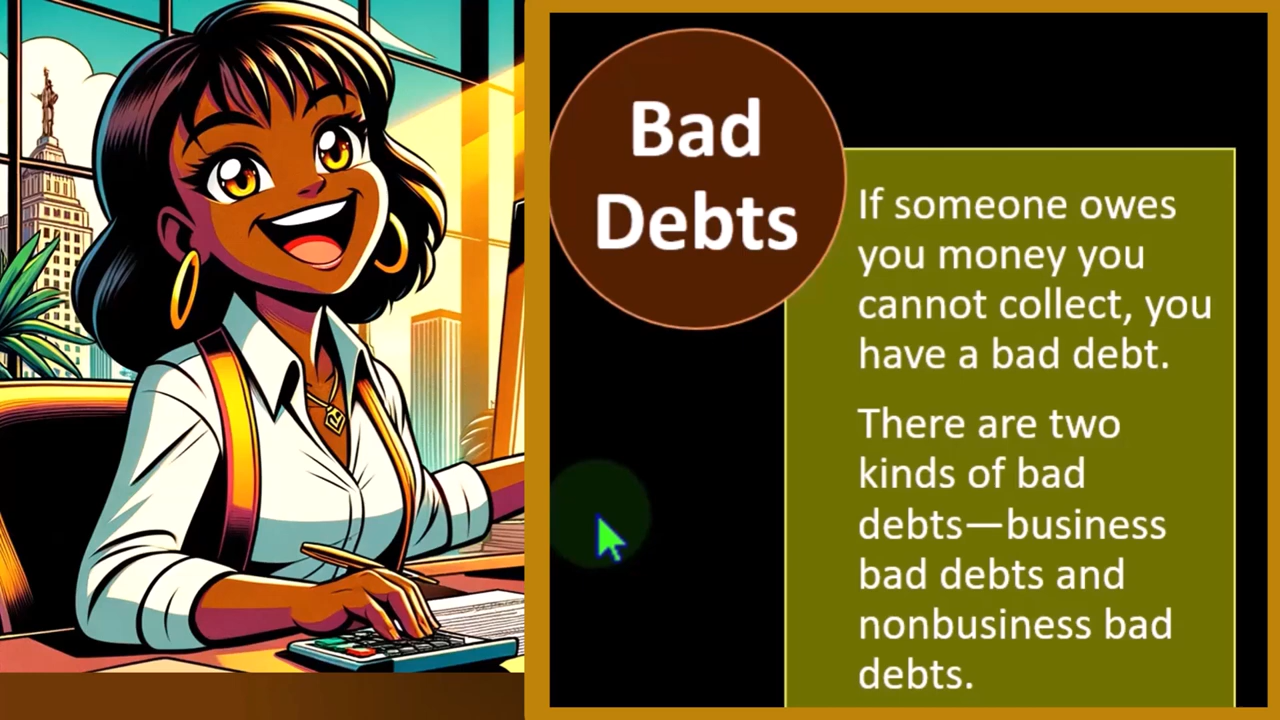 Bad
Debts
If someone owes
you money you
cannot collect, you
have a bad debt.
There are two
kinds of bad
debts—business
bad debts and
nonbusiness bad
debts.